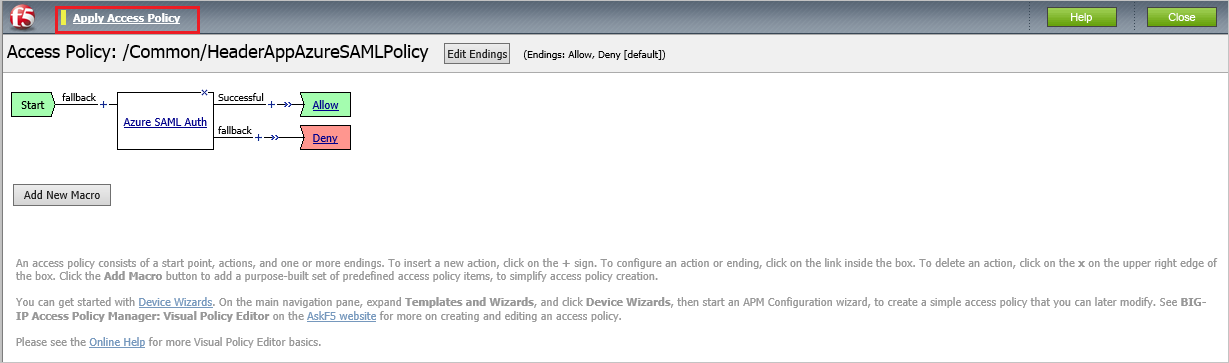 f5 Apply Access Policy Help Close
Access Policy: /Common/HeaderAppAzureSAMLPolicy Edit Endings (Endings: Allow, Deny [default])
Start fallback + Azure SAML Auth x Successful + Allow
fallback + Deny
Add New Macro
An access policy consists of a start point, actions, and one or more endings. To insert a new action, click on the + sign. To configure an action or ending, click on the link inside the box. To delete an action, click on the x on the upper right edge of
the box. Click the Add Macro button to add a purpose-built set of predefined access policy items, to simplify access policy creation.
You can get started with Device Wizards. On the main navigation pane, expand Templates and Wizards, and click Device Wizards, then start an APM Configuration wizard, to create a simple access policy that you can later modify. See BIG-
IP Access Policy Manager: Visual Policy Editor on the AskF5 website for more on creating and editing an access policy.
Please see the Online Help for more Visual Policy Editor basics.